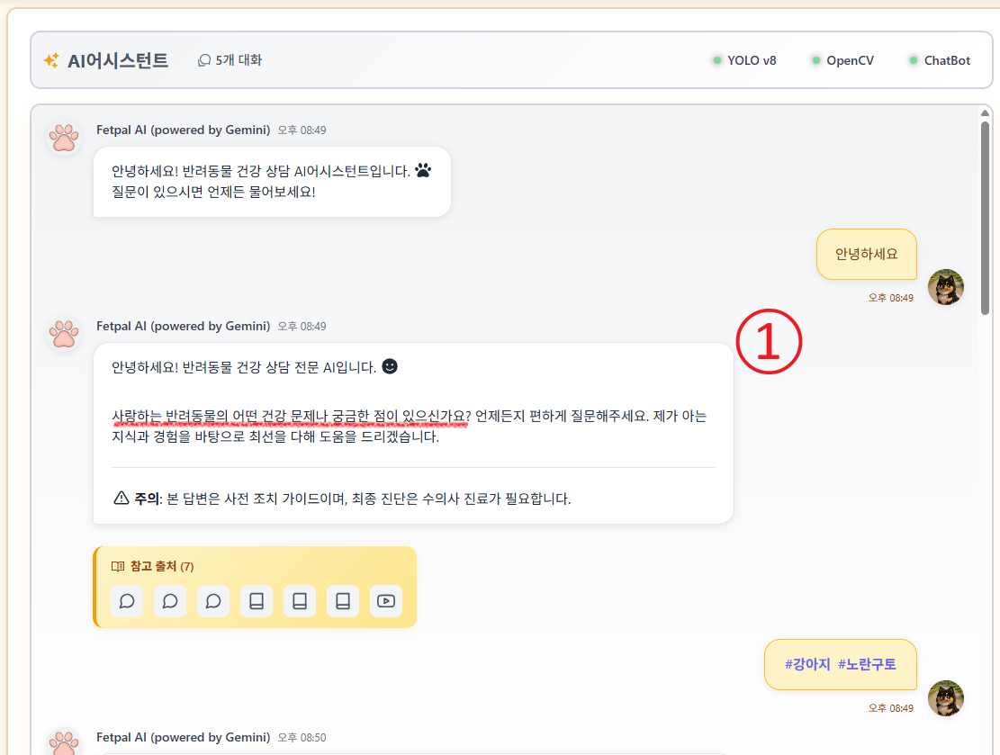 AI어시스턴트
5개 대화
YOLO v8
OpenCV
ChatBot
Fetpal AI (powered by Gemini) 오후 08:49
안녕하세요! 반려동물 건강 상담 AI어시스턴트입니다.
질문이 있으시면 언제든 물어보세요!
안녕하세요
오후 08:49
Fetpal AI (powered by Gemini) 오후 08:49
①
안녕하세요! 반려동물 건강 상담 전문 AI입니다.
사랑하는 반려동물의 어떤 건강 문제나 궁금한 점이 있으신가요? 언제든지 편하게 질문해주세요. 제가 아는
지식과 경험을 바탕으로 최선을 다해 도움을 드리겠습니다.
주의: 본 답변은 사전 조치 가이드이며, 최종 진단은 수의사 진료가 필요합니다.
참고 출처 (7)
#강아지 #노란구토
오후 08:49
Fetpal AI (powered by Gemini) 오후 08:50